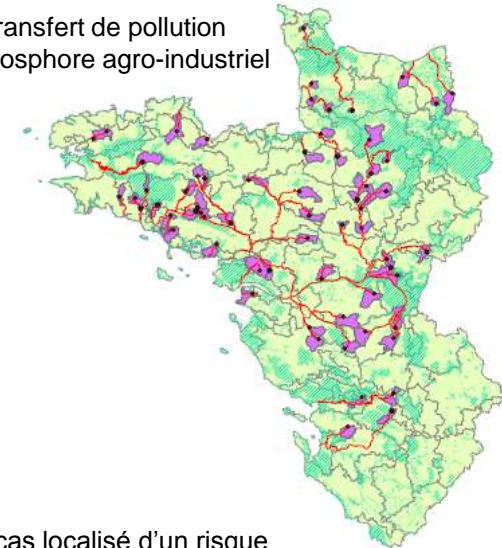 ransfert de pollution
osphore agro-industriel
cas localisé d'un risque